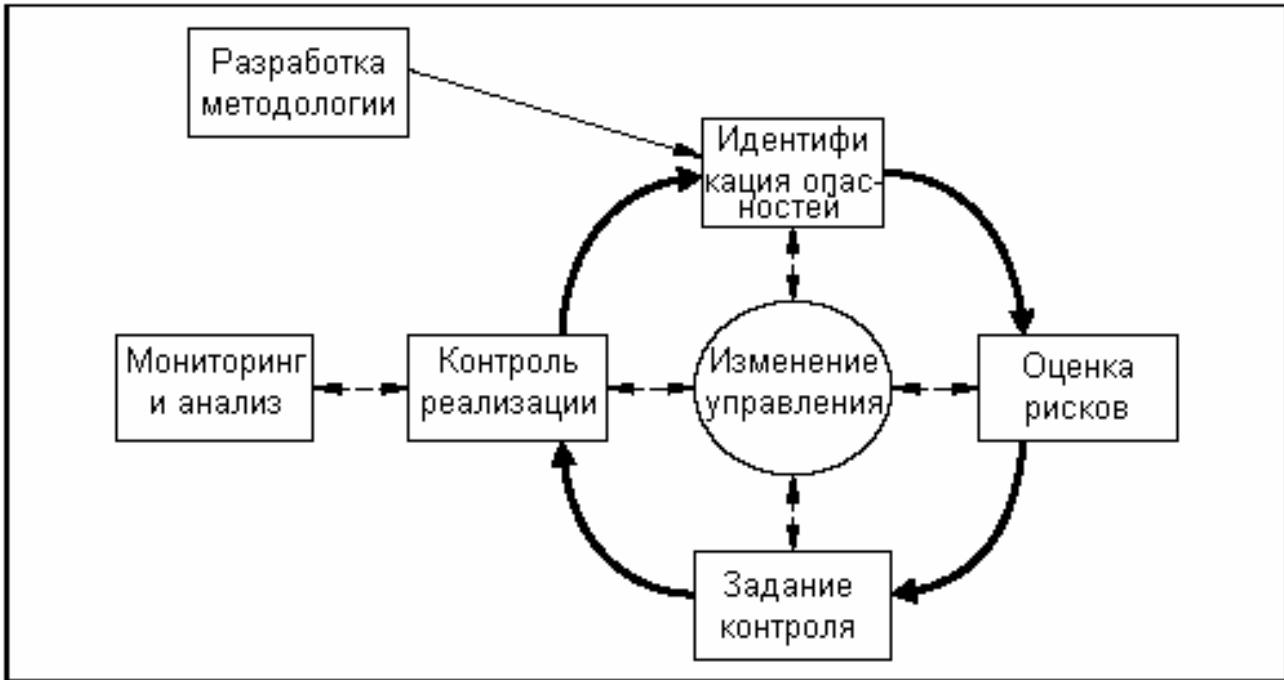 Разработка
методологии
Идентифи
кация опас-
ностей
Мониторинг
и анализ
Контроль
реализации
Изменение
управления
Оценка
рисков
Задание
контроля